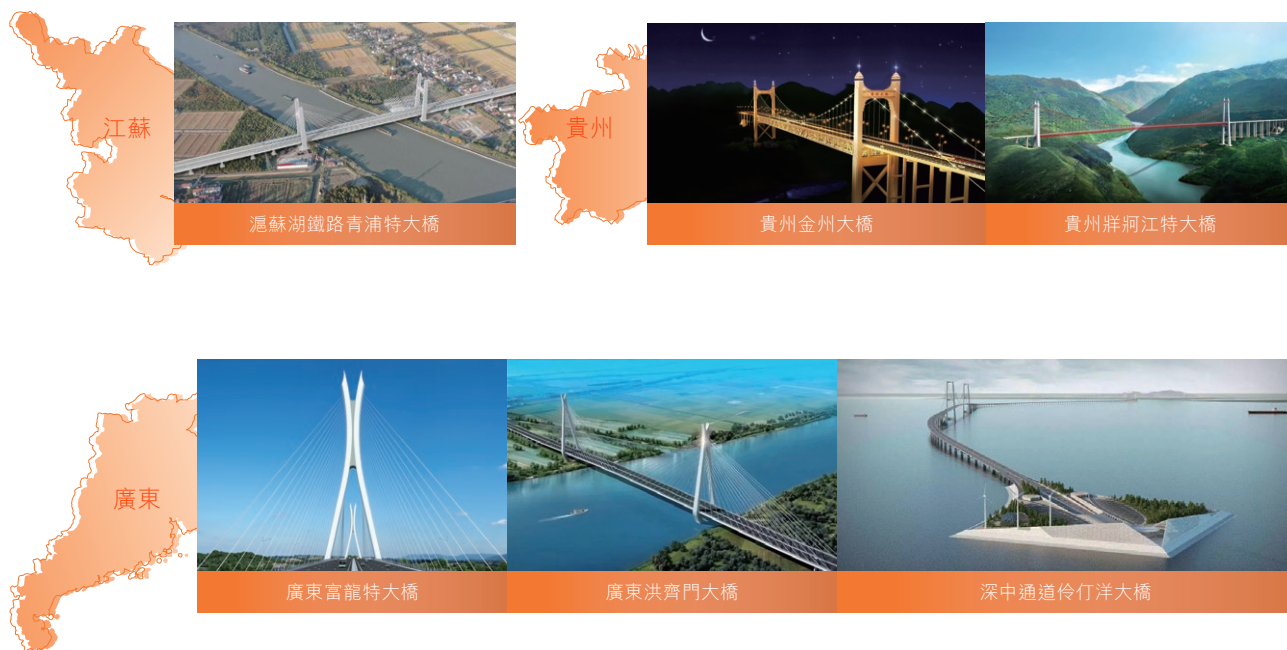 江蘇
滬蘇湖鐵路青浦特大橋
貴州
貴州金州大橋
貴州牂牁江特大橋
廣東
廣東富龍特大橋
廣東洪齊門大橋
深中通道伶仃洋大橋